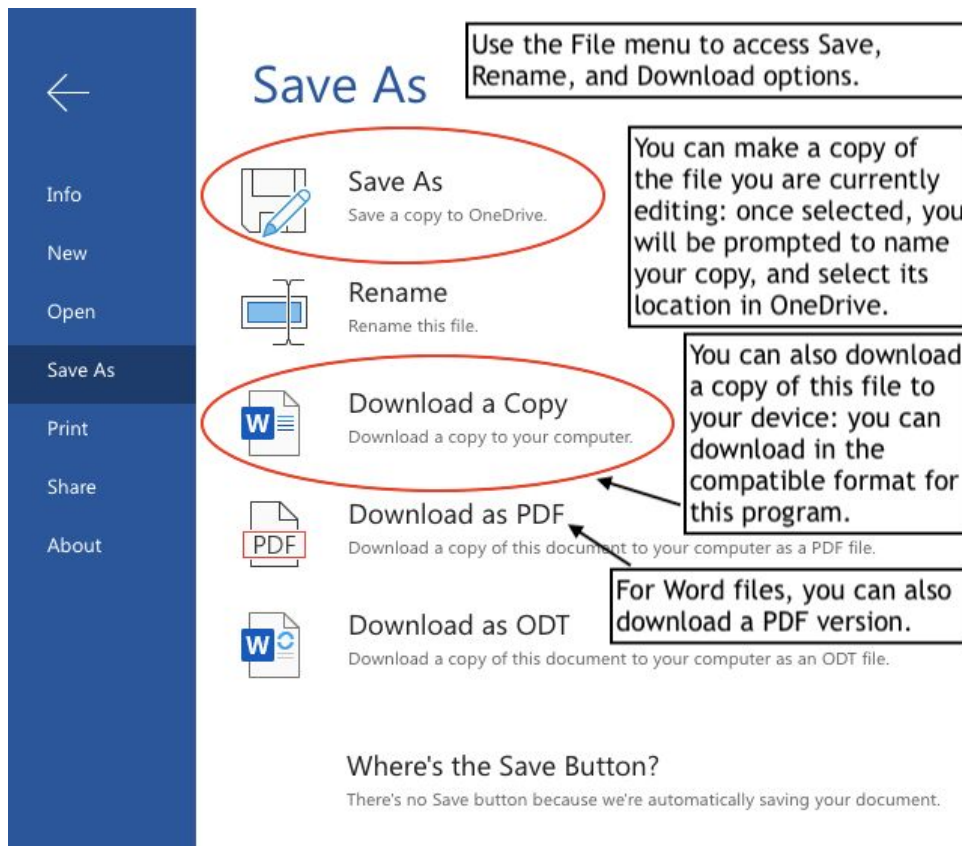 Use the File menu to access Save,
Rename, and Download options.
Save As
Info
New
Open
Save As
Print
Share
About
Save As
Save a copy to OneDrive.
You can make a copy of
the file you are currently
editing: once selected, you
will be prompted to name
your copy, and select its
location in OneDrive.
Rename
Rename this file.
W
Download a Copy
Download a copy to your computer.
You can also download
a copy of this file to
your device: you can
download in the
compatible format for
this program.
PDF
Download as PDF
Download a copy of this document to your computer as a PDF file.
For Word files, you can also
download a PDF version.
W
Download as ODT
Download a copy of this document to your computer as an ODT file.
Where's the Save Button?
There's no Save button because we're automatically saving your document.